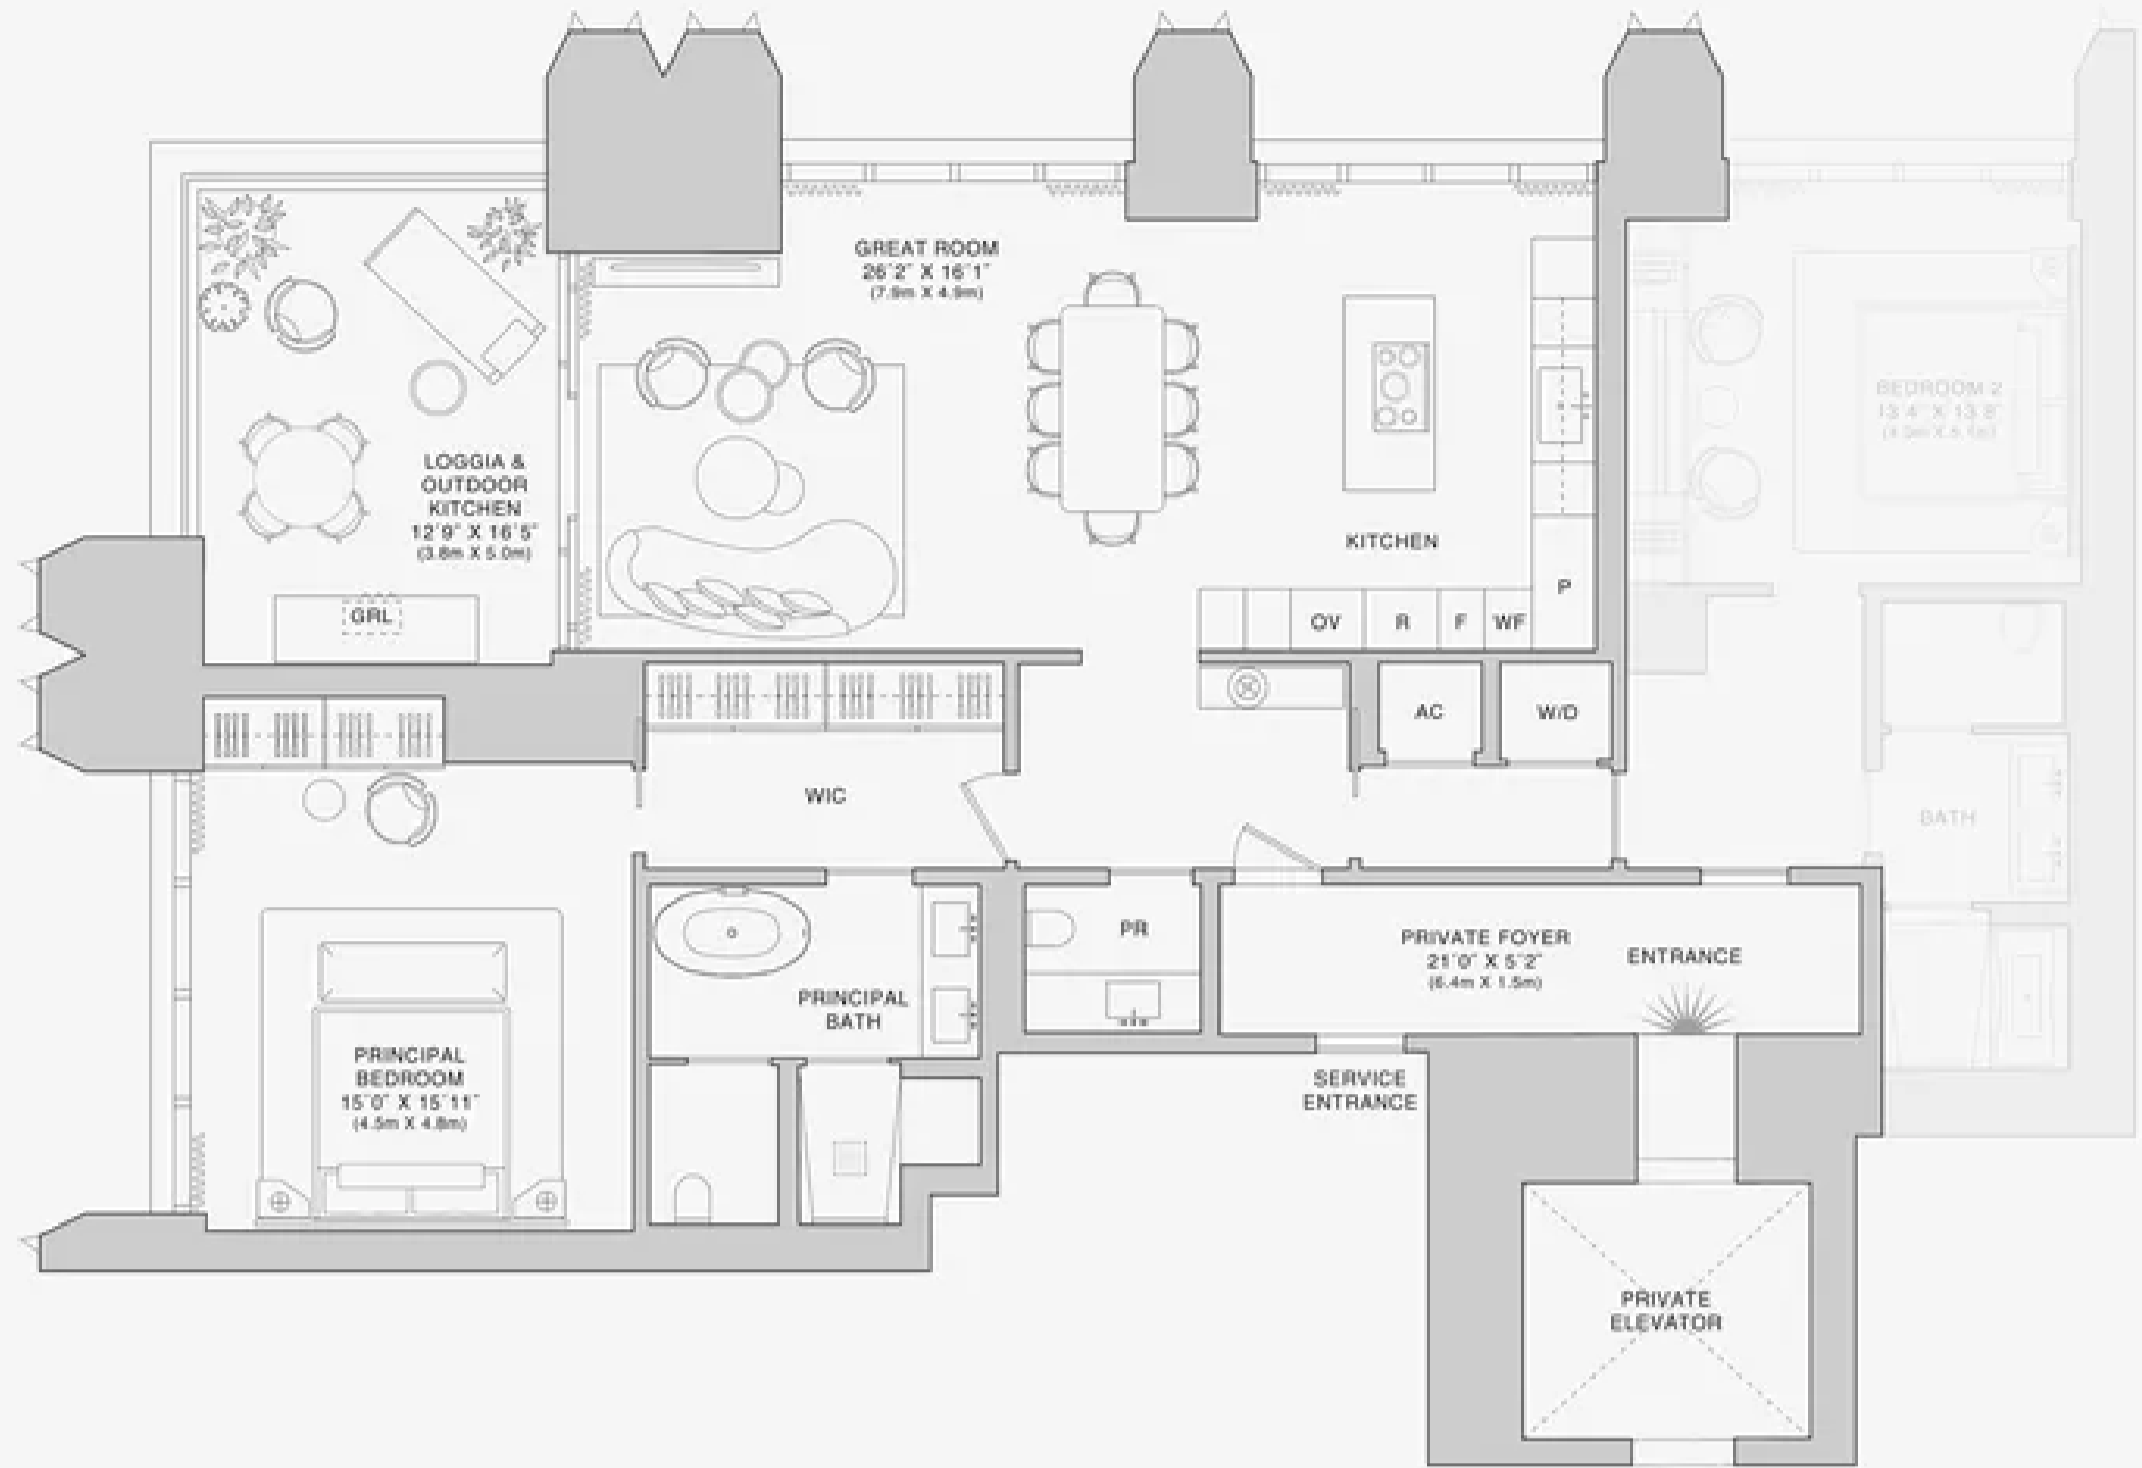 GREAT ROOM
26'2" X 16'1"
(7.9m X 4.9m)
LOGGIA &
OUTDOOR
KITCHEN
12'9" X 16'5"
(3.8m X 5.0m)
GRL
KITCHEN
OV
R
F
WF
P
BEDROOM 2
AC
W/D
WIC
BATH
PR
PRIVATE FOYER
21'0" X 5'2"
(6.4m X 1.5m)
ENTRANCE
PRINCIPAL
BATH
PRINCIPAL
BEDROOM
15'0" X 15'11"
(4.5m X 4.8m)
SERVICE
ENTRANCE
PRIVATE
ELEVATOR